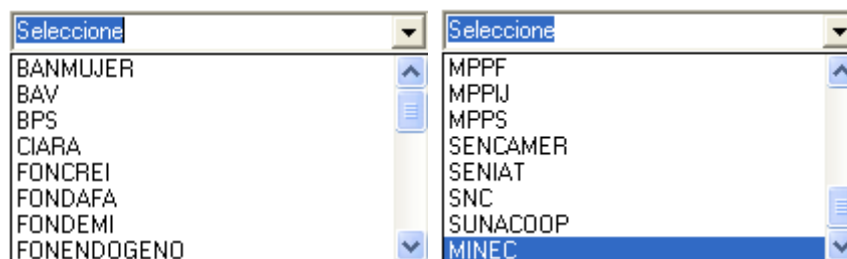 Seleccione
BANMUJER
BAV
BPS
CIARA
FONCREI
FONDAFA
FONDEMI
FONENDOGENO
Seleccione
MPPF
MPPIJ
MPPS
SENCAMER
SENIAT
SNC
SUNACOOP
MINEC